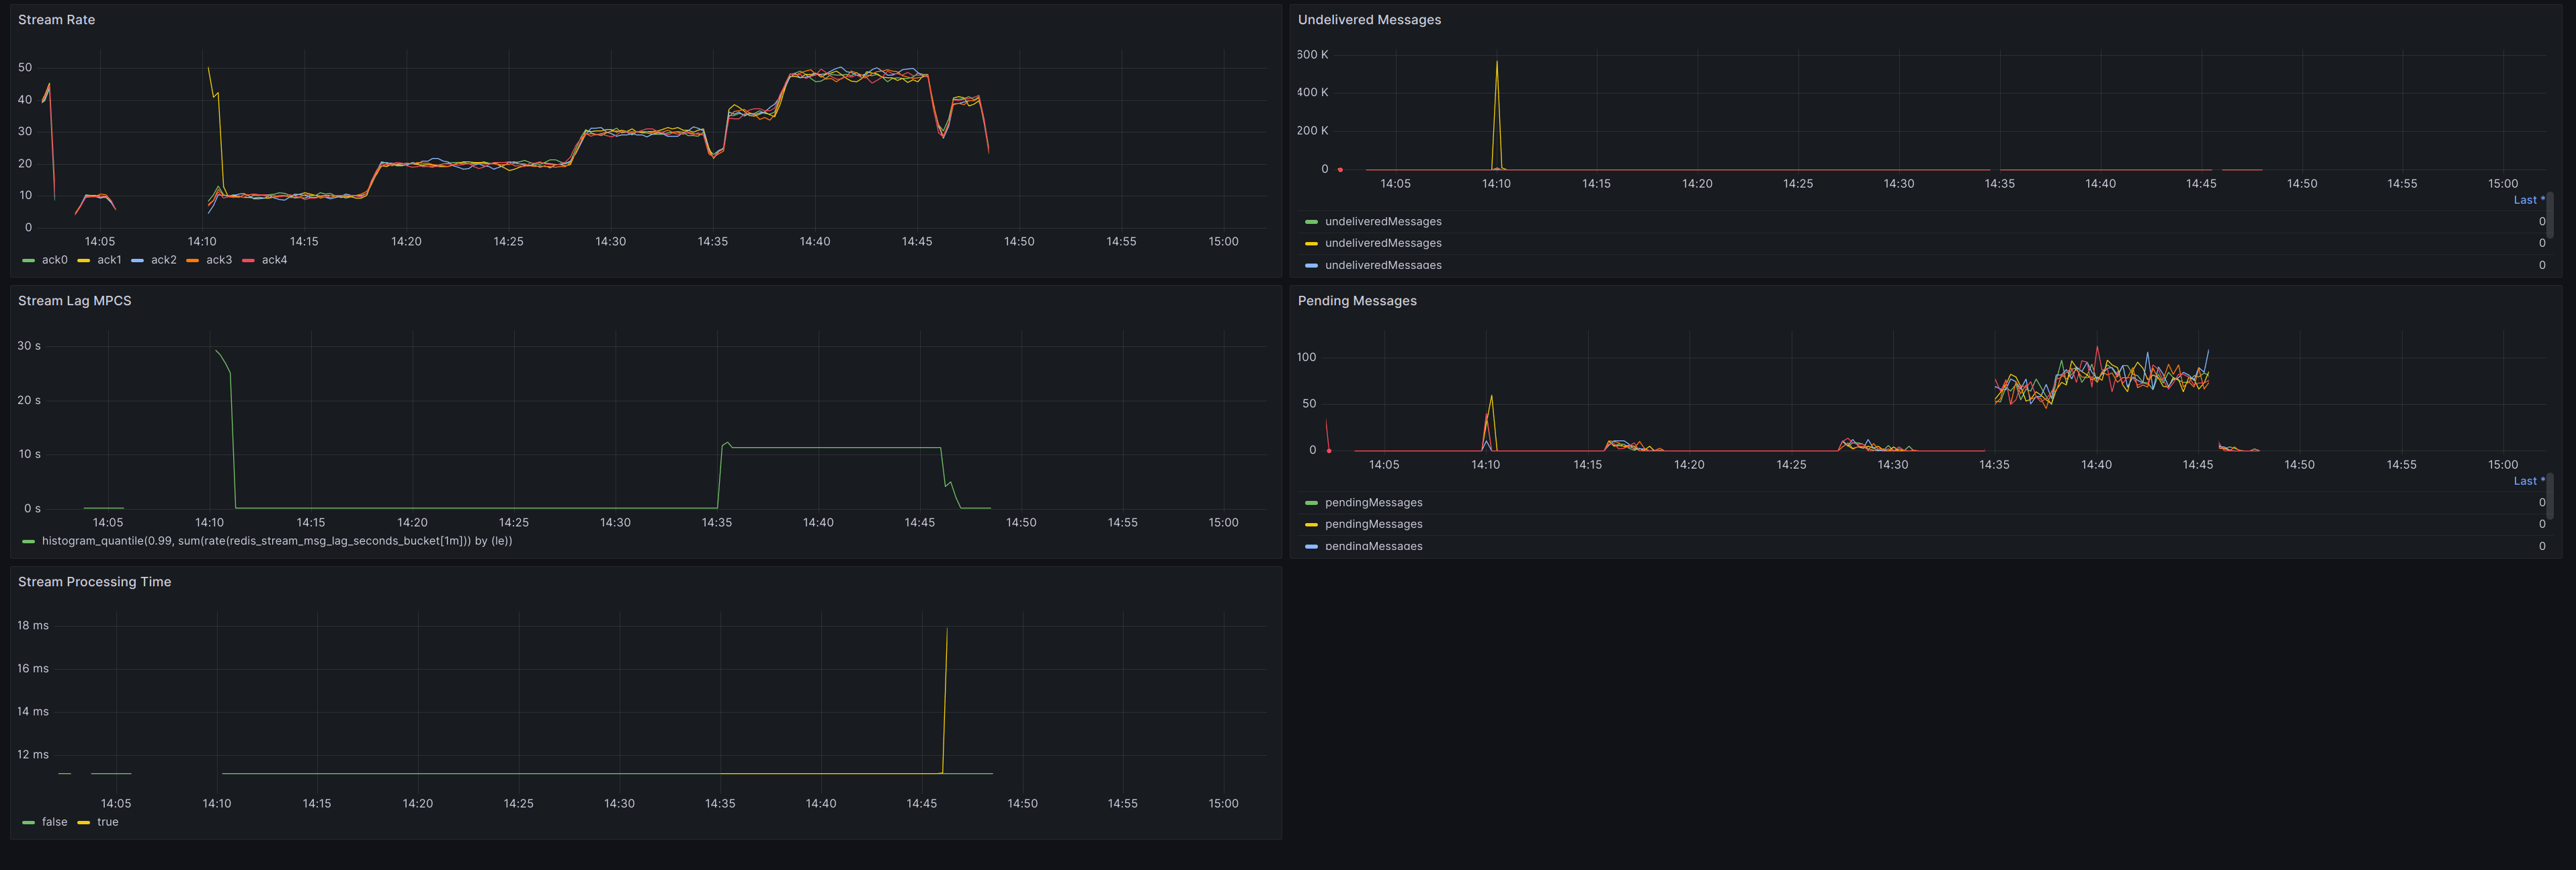 Stream Rate
50
40
30
20
10
0
14:05 14:10 14:15 14:20 14:25 14:30 14:35 14:40 14:45 14:50 14:55 15:00
ack0 ack1 ack2 ack3 ack4
Undelivered Messages
600 K
400 K
200 K
0
14:05 14:10 14:15 14:20 14:25 14:30 14:35 14:40 14:45 14:50 14:55 15:00
Last *
undeliveredMessages 0
undeliveredMessages 0
undeliveredMessages 0
Stream Lag MPCS
30 s
20 s
10 s
0 s
14:05 14:10 14:15 14:20 14:25 14:30 14:35 14:40 14:45 14:50 14:55 15:00
histogram_quantile(0.99, sum(rate(redis_stream_msg_lag_seconds_bucket[1m])) by (le))
Pending Messages
100
50
0
14:05 14:10 14:15 14:20 14:25 14:30 14:35 14:40 14:45 14:50 14:55 15:00
Last *
pendingMessages 0
pendingMessages 0
pendingMessages 0
Stream Processing Time
18 ms
16 ms
14 ms
12 ms
14:05 14:10 14:15 14:20 14:25 14:30 14:35 14:40 14:45 14:50 14:55 15:00
false true